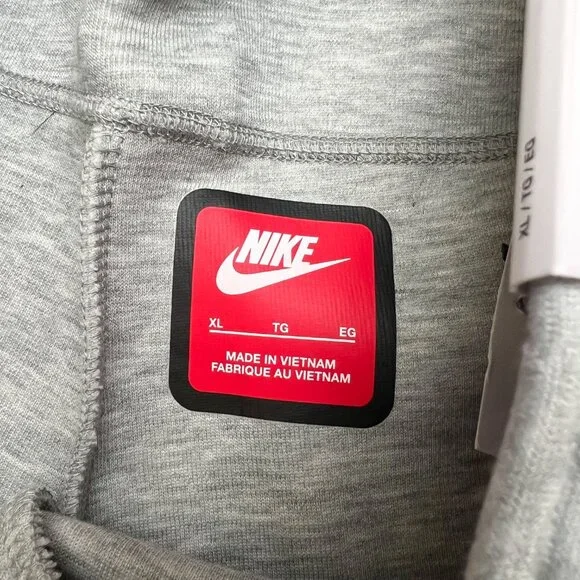 NIKE
XL TG EG
MADE IN VIETNAM
FABRIQUE AU VIETNAM
XL / TG / EG